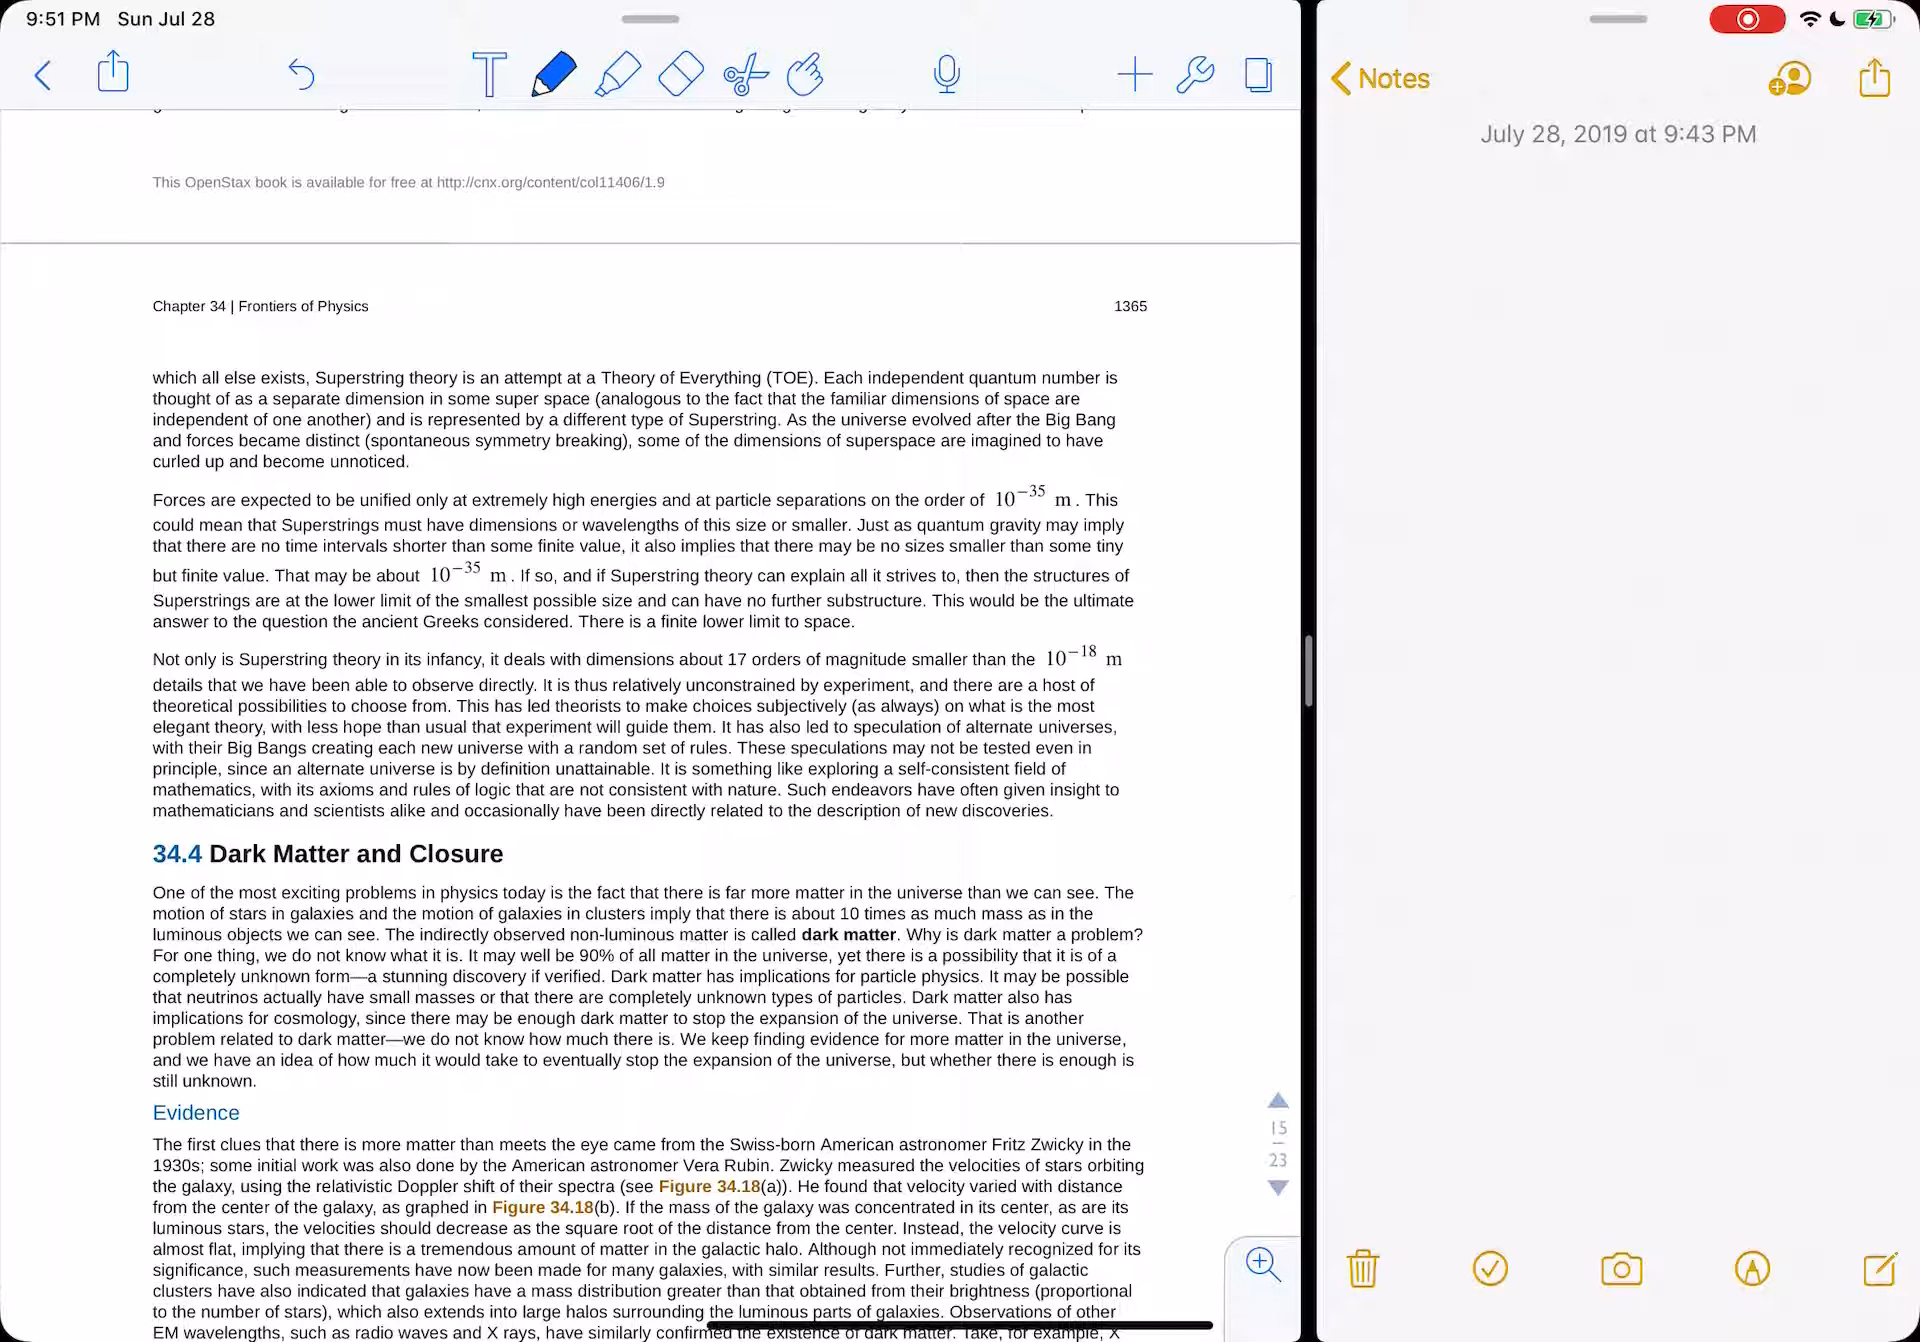 9:51 PM Sun Jul 28
Notes
July 28, 2019 at 9:43 PM
This OpenStax book is available for free at http://cnx.org/content/col11406/1.9
Chapter 34 | Frontiers of Physics 1365
which all else exists, Superstring theory is an attempt at a Theory of Everything (TOE). Each independent quantum number is
thought of as a separate dimension in some super space (analogous to the fact that the familiar dimensions of space are
independent of one another) and is represented by a different type of Superstring. As the universe evolved after the Big Bang
and forces became distinct (spontaneous symmetry breaking), some of the dimensions of superspace are imagined to have
curled up and become unnoticed.
Forces are expected to be unified only at extremely high energies and at particle separations on the order of 10⁻³⁵ m. This
could mean that Superstrings must have dimensions or wavelengths of this size or smaller. Just as quantum gravity may imply
that there are no time intervals shorter than some finite value, it also implies that there may be no sizes smaller than some tiny
but finite value. That may be about 10⁻³⁵ m. If so, and if Superstring theory can explain all it strives to, then the structures of
Superstrings are at the lower limit of the smallest possible size and can have no further substructure. This would be the ultimate
answer to the question the ancient Greeks considered. There is a finite lower limit to space.
Not only is Superstring theory in its infancy, it deals with dimensions about 17 orders of magnitude smaller than the 10⁻¹⁸ m
details that we have been able to observe directly. It is thus relatively unconstrained by experiment, and there are a host of
theoretical possibilities to choose from. This has led theorists to make choices subjectively (as always) on what is the most
elegant theory, with less hope than usual that experiment will guide them. It has also led to speculation of alternate universes,
with their Big Bangs creating each new universe with a random set of rules. These speculations may not be tested even in
principle, since an alternate universe is by definition unattainable. It is something like exploring a self-consistent field of
mathematics, with its axioms and rules of logic that are not consistent with nature. Such endeavors have often given insight to
mathematicians and scientists alike and occasionally have been directly related to the description of new discoveries.
34.4 Dark Matter and Closure
One of the most exciting problems in physics today is the fact that there is far more matter in the universe than we can see. The
motion of stars in galaxies and the motion of galaxies in clusters imply that there is about 10 times as much mass as in the
luminous objects we can see. The indirectly observed non-luminous matter is called dark matter. Why is dark matter a problem?
For one thing, we do not know what it is. It may well be 90% of all matter in the universe, yet there is a possibility that it is of a
completely unknown form—a stunning discovery if verified. Dark matter has implications for particle physics. It may be possible
that neutrinos actually have small masses or that there are completely unknown types of particles. Dark matter also has
implications for cosmology, since there may be enough dark matter to stop the expansion of the universe. That is another
problem related to dark matter—we do not know how much there is. We keep finding evidence for more matter in the universe,
and we have an idea of how much it would take to eventually stop the expansion of the universe, but whether there is enough is
still unknown.
Evidence
The first clues that there is more matter than meets the eye came from the Swiss-born American astronomer Fritz Zwicky in the
1930s; some initial work was also done by the American astronomer Vera Rubin. Zwicky measured the velocities of stars orbiting
the galaxy, using the relativistic Doppler shift of their spectra (see Figure 34.18(a)). He found that velocity varied with distance
from the center of the galaxy, as graphed in Figure 34.18(b). If the mass of the galaxy was concentrated in its center, as are its
luminous stars, the velocities should decrease as the square root of the distance from the center. Instead, the velocity curve is
almost flat, implying that there is a tremendous amount of matter in the galactic halo. Although not immediately recognized for its
significance, such measurements have now been made for many galaxies, with similar results. Further, studies of galactic
clusters have also indicated that galaxies have a mass distribution greater than that obtained from their brightness (proportional
to the number of stars), which also extends into large halos surrounding the luminous parts of galaxies. Observations of other
EM wavelengths, such as radio waves and X rays, have similarly confirmed the existence of dark matter. Take, for example, X
15
23